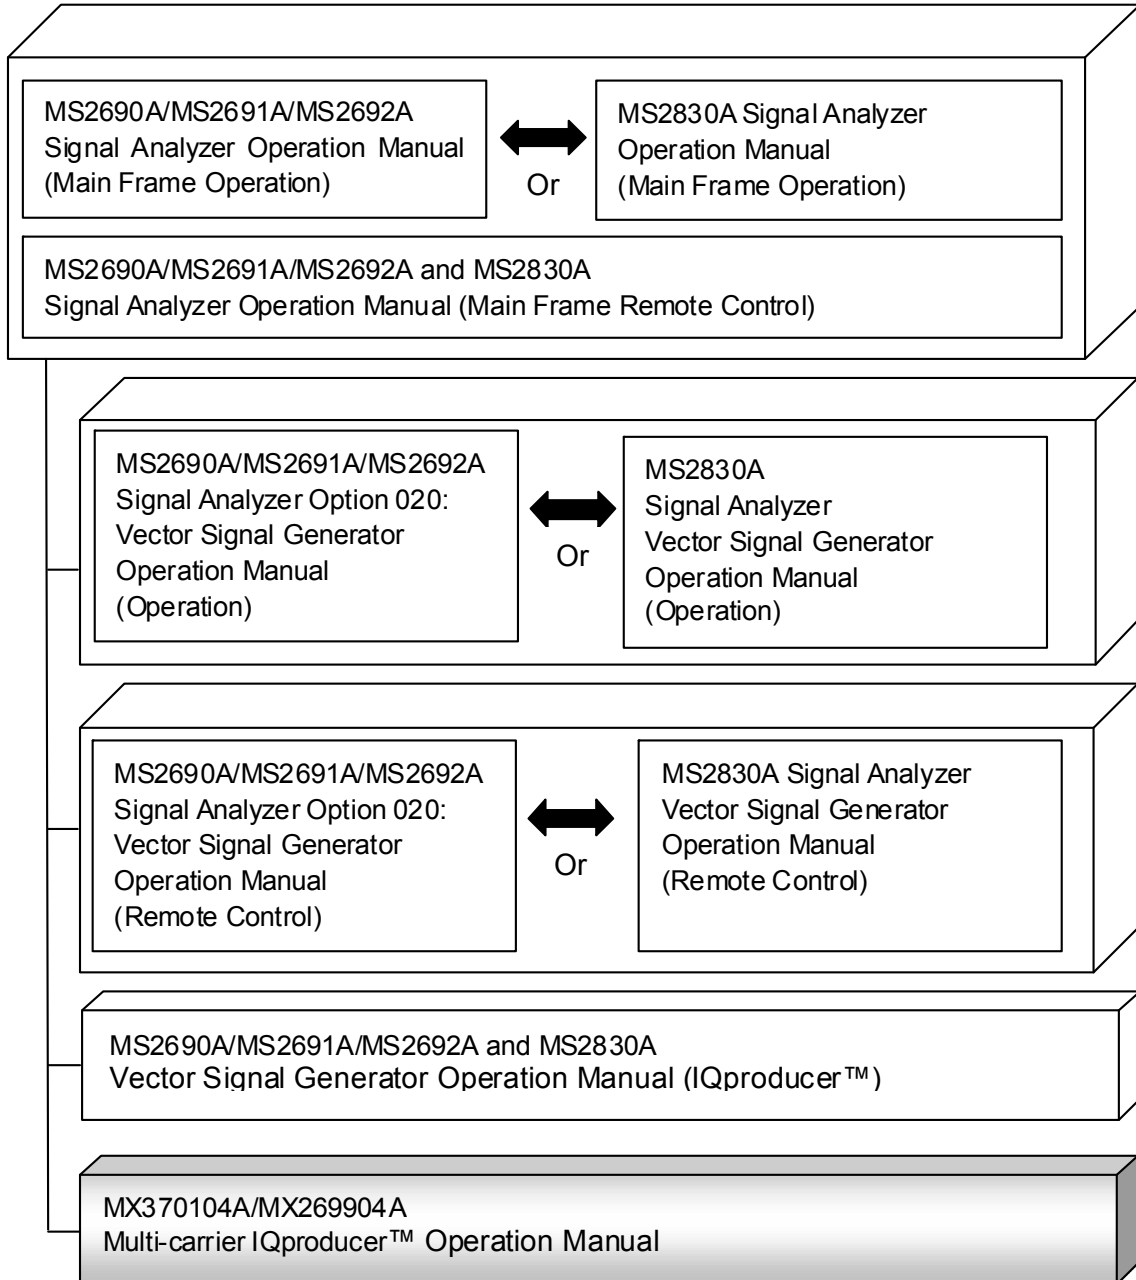 MS2690A/MS2691A/MS2692A
Signal Analyzer Operation Manual
(Main Frame Operation)
Or
MS2830A Signal Analyzer
Operation Manual
(Main Frame Operation)
MS2690A/MS2691A/MS2692A and MS2830A
Signal Analyzer Operation Manual (Main Frame Remote Control)
MS2690A/MS2691A/MS2692A
Signal Analyzer Option 020:
Vector Signal Generator
Operation Manual
(Operation)
Or
MS2830A
Signal Analyzer
Vector Signal Generator
Operation Manual
(Operation)
MS2690A/MS2691A/MS2692A
Signal Analyzer Option 020:
Vector Signal Generator
Operation Manual
(Remote Control)
Or
MS2830A Signal Analyzer
Vector Signal Generator
Operation Manual
(Remote Control)
MS2690A/MS2691A/MS2692A and MS2830A
Vector Signal Generator Operation Manual (IQproducer™)
MX370104A/MX269904A
Multi-carrier IQproducer™ Operation Manual